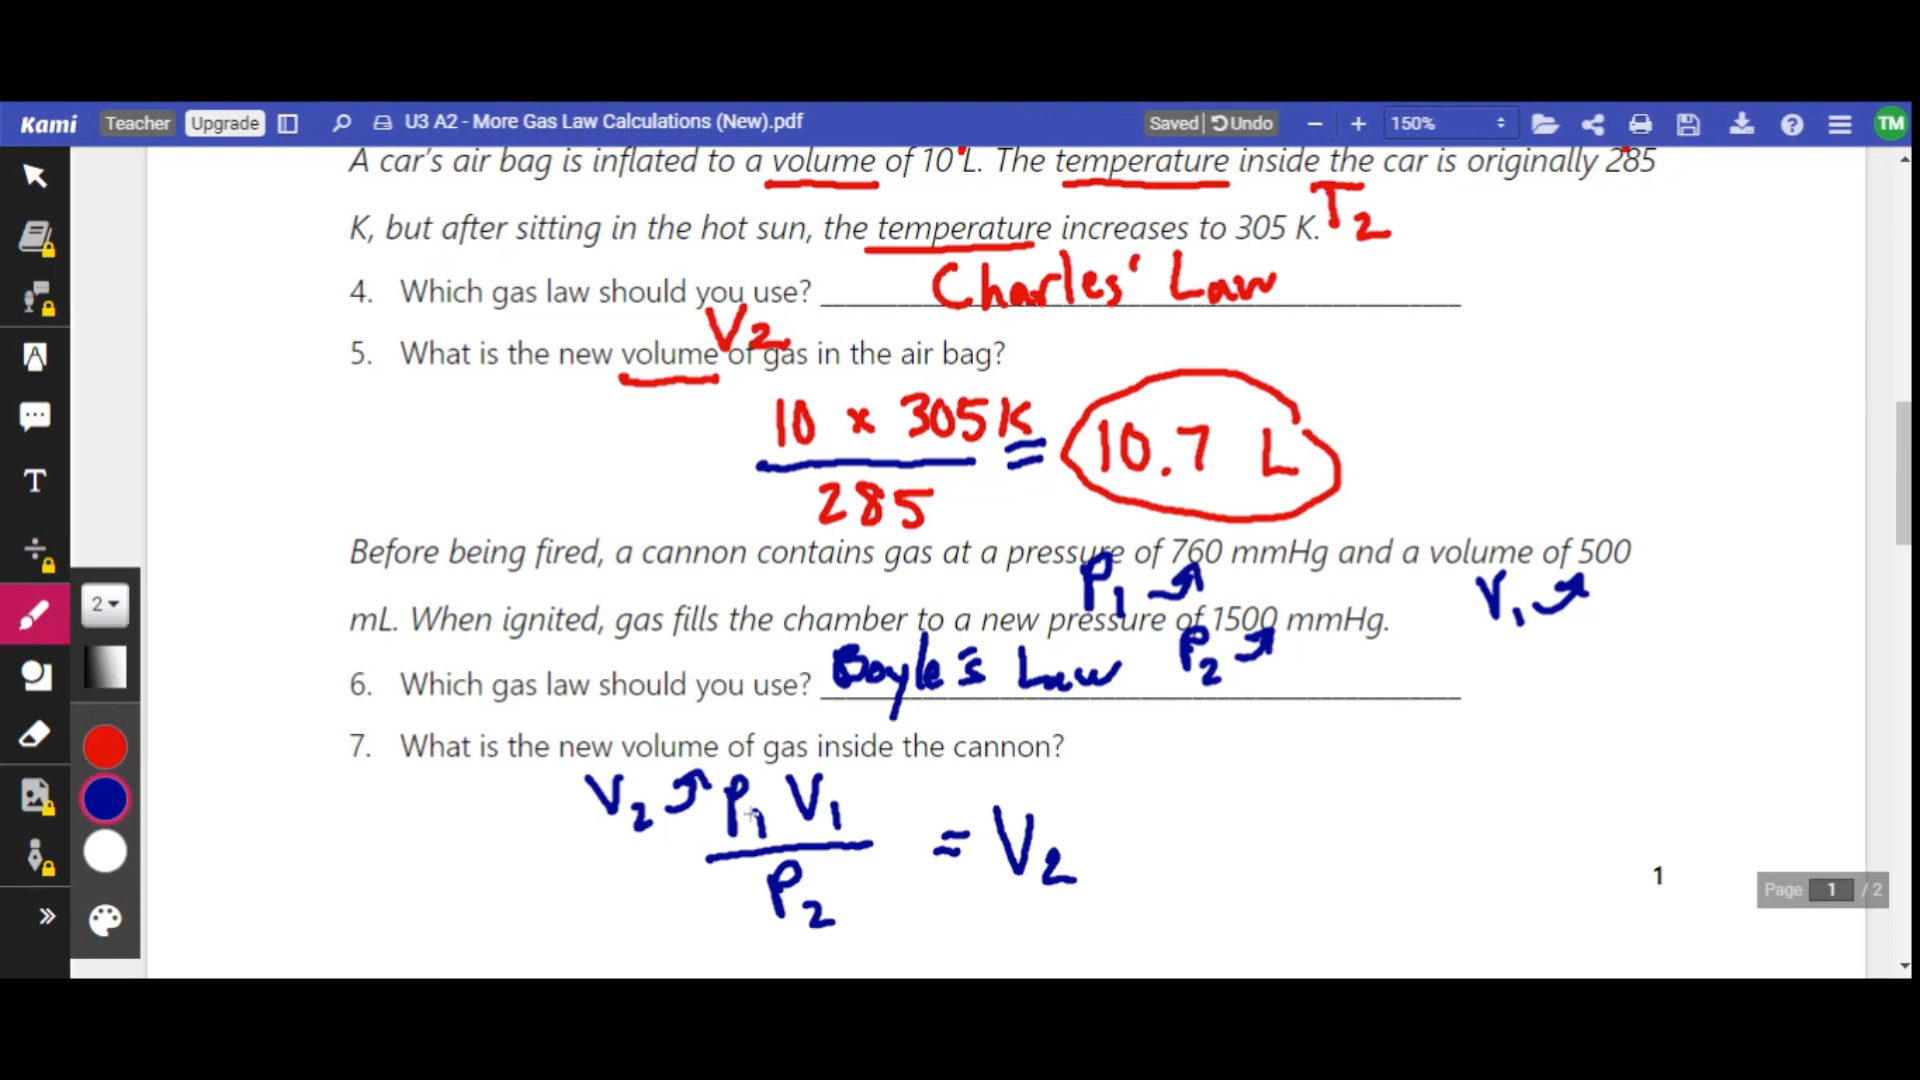 Kami Teacher Upgrade U3 A2 - More Gas Law Calculations (New).pdf Saved Undo 150% TM
A car's air bag is inflated to a volume of 10 L. The temperature inside the car is originally 285
K, but after sitting in the hot sun, the temperature increases to 305 K. T2
4. Which gas law should you use? Charles' Law
V2
5. What is the new volume of gas in the air bag?
10 x 305 K = 10.7 L
285
Before being fired, a cannon contains gas at a pressure of 760 mmHg and a volume of 500
P1 V1
mL. When ignited, gas fills the chamber to a new pressure of 1500 mmHg.
P2
6. Which gas law should you use? Boyle's Law
7. What is the new volume of gas inside the cannon?
V2 P1 V1 = V2
P2
1
Page 1 / 2
2
T